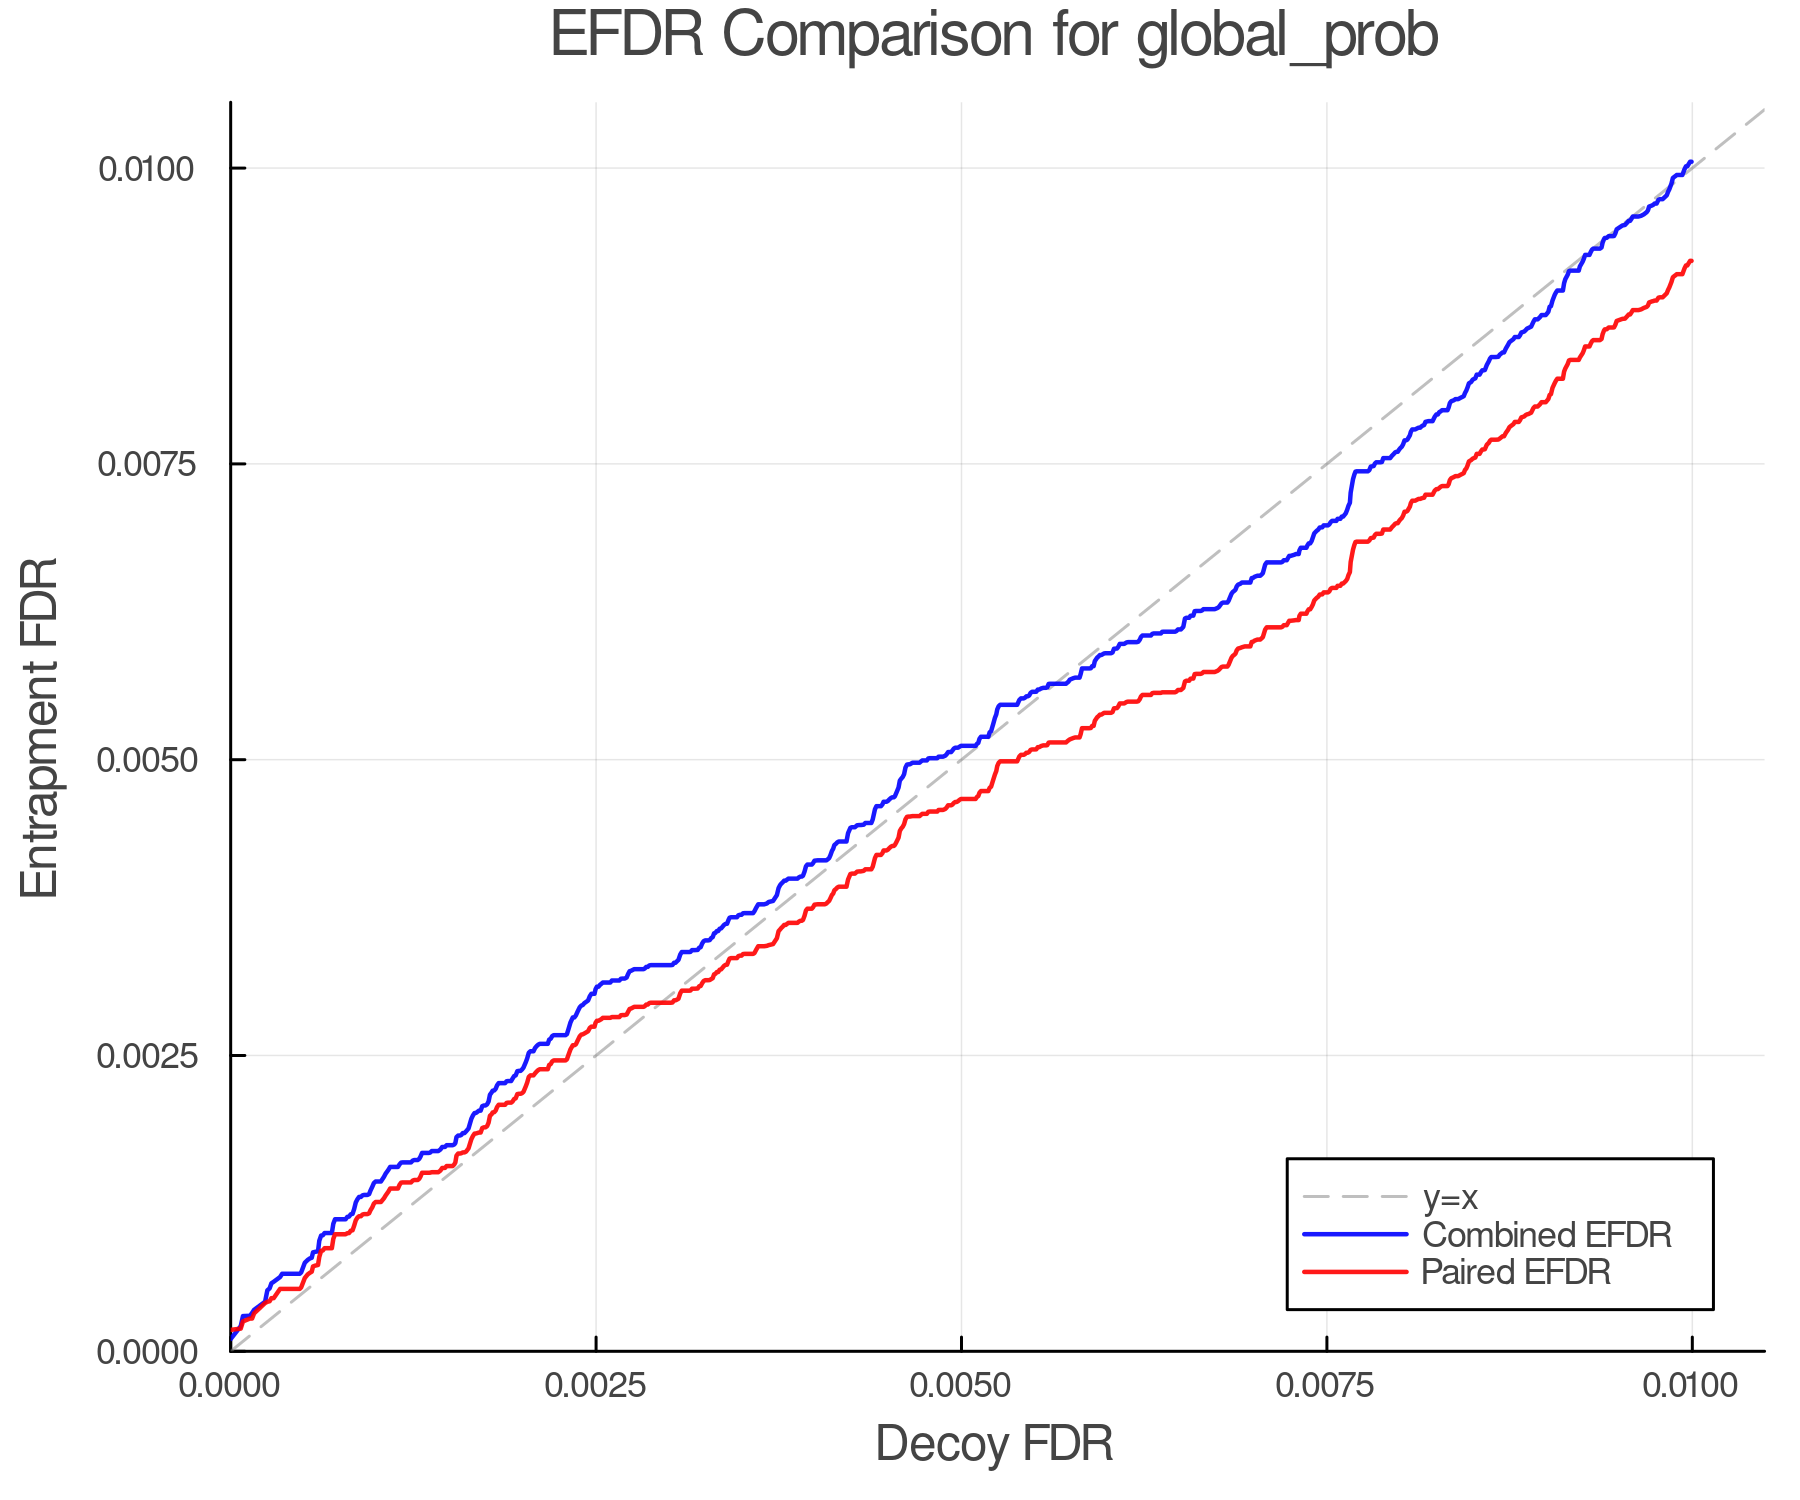 EFDR Comparison for global_prob
Entrapment FDR
0.0100
0.0075
0.0050
0.0025
0.0000
0.0000 0.0025 0.0050 0.0075 0.0100
Decoy FDR
y=x
Combined EFDR
Paired EFDR